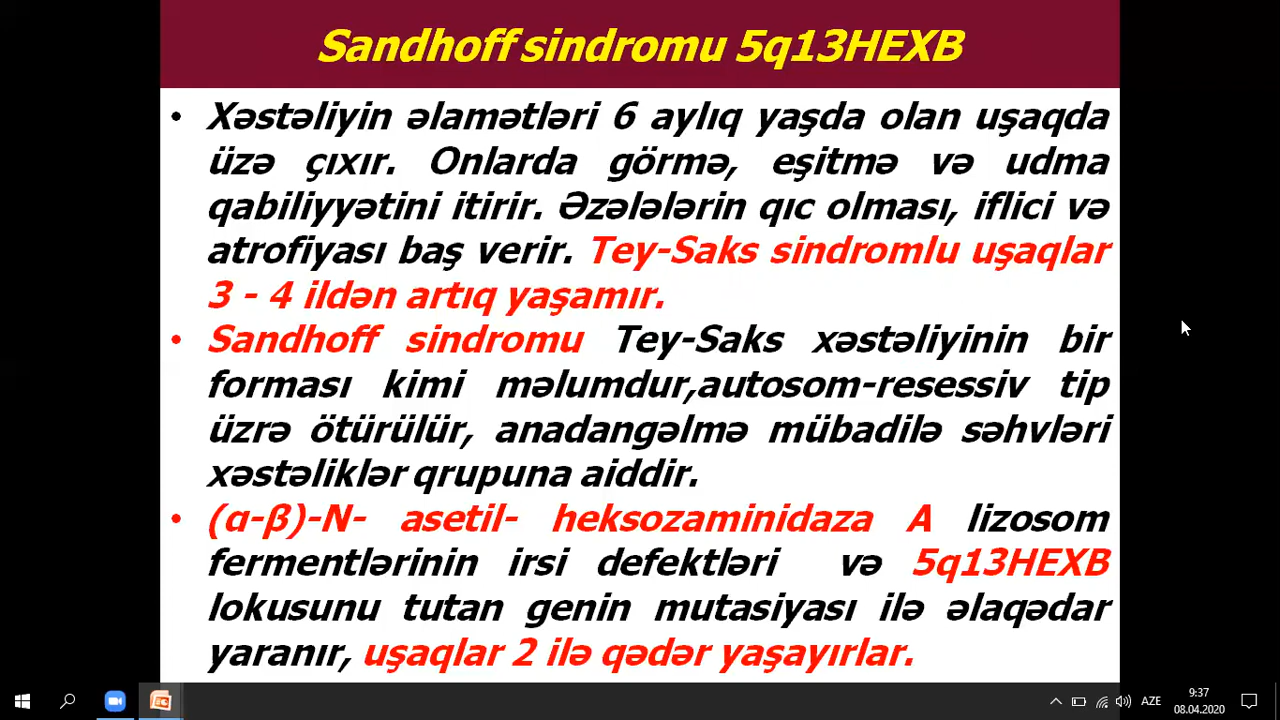 Sandhoff sindromu 5q13HEXB
• Xəstəliyin əlamətləri 6 aylıq yaşda olan uşaqda
üzə çıxır. Onlarda görmə, eşitmə və udma
qabiliyyətini itirir. Əzələlərin qıc olması, iflici və
atrofiyası baş verir. Tey-Saks sindromlu uşaqlar
3 - 4 ildən artıq yaşamır.
• Sandhoff sindromu Tey-Saks xəstəliyinin bir
forması kimi məlumdur,autosom-resessiv tip
üzrə ötürülür, anadangəlmə mübadilə səhvləri
xəstəliklər qrupuna aiddir.
• (α-β)-N- asetil- heksozaminidaza A lizosom
fermentlərinin irsi defektləri və 5q13HEXB
lokusunu tutan genin mutasiyası ilə əlaqədar
yaranır, uşaqlar 2 ilə qədər yaşayırlar.
AZE
9:37
08.04.2020